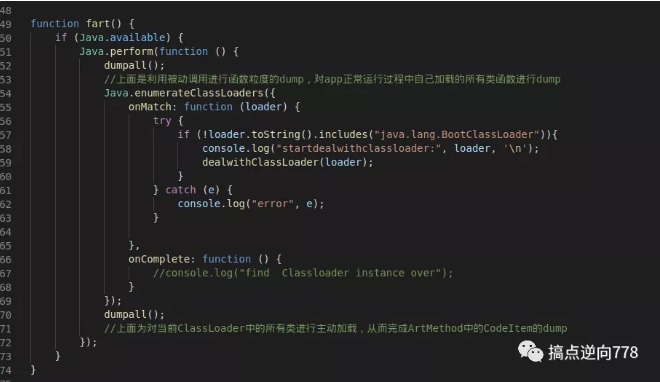 48
49 function fart() {
50     if (Java.available) {
51         Java.perform(function () {
52             dumpall();
53             //上面是利用被动调用进行函数粒度的dump，对app正常运行过程中自己加载的所有类函数进行dump
54             Java.enumerateClassLoaders({
55                 onMatch: function (loader) {
56                     try {
57                         if (!loader.toString().includes("java.lang.BootClassLoader")){
58                             console.log("startdealwithclassloader:", loader, '\n');
59                             dealwithClassLoader(loader);
60                         }
61                     } catch (e) {
62                         console.log("error", e);
63                     }
64
65                 },
66                 onComplete: function () {
67                     //console.log("find  Classloader instance over");
68                 }
69             });
70             dumpall();
71             //上面为对当前ClassLoader中的所有类进行主动加载，从而完成ArtMethod中的CodeItem的dump
72         });
73     }
74 }
搞点逆向778